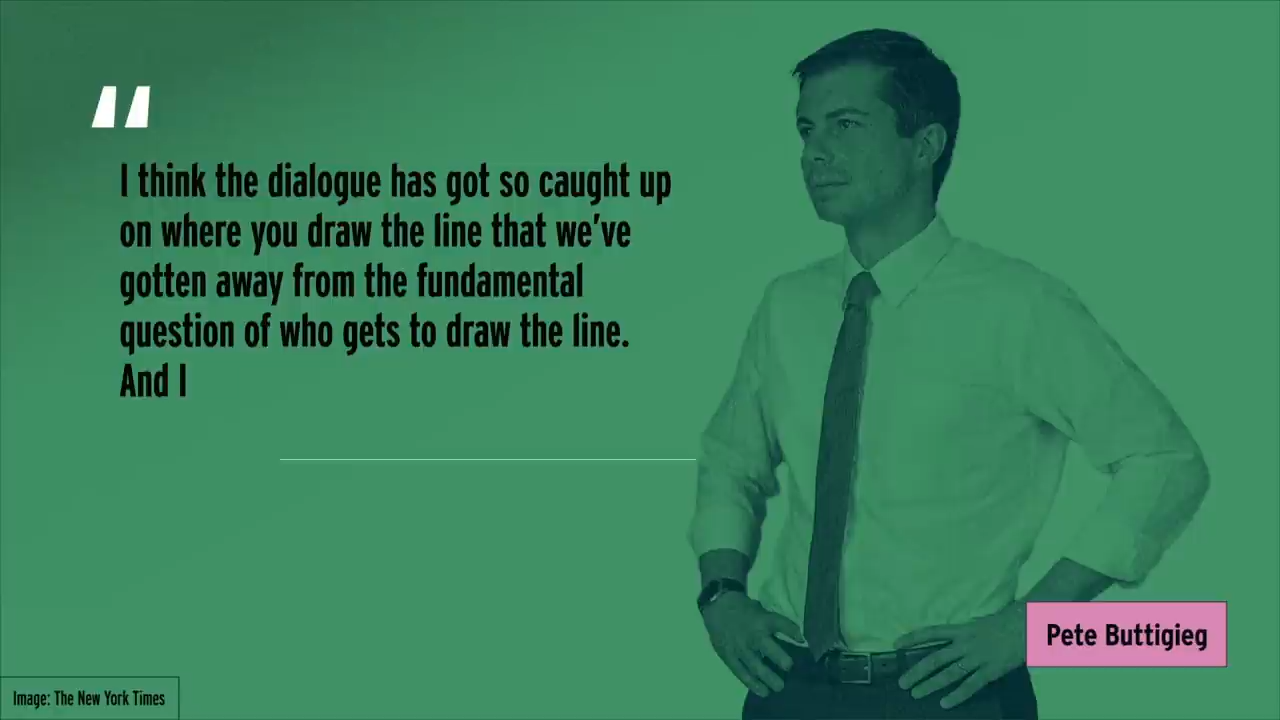 “
I think the dialogue has got so caught up
on where you draw the line that we've
gotten away from the fundamental
question of who gets to draw the line.
And I
Pete Buttigieg
Image: The New York Times